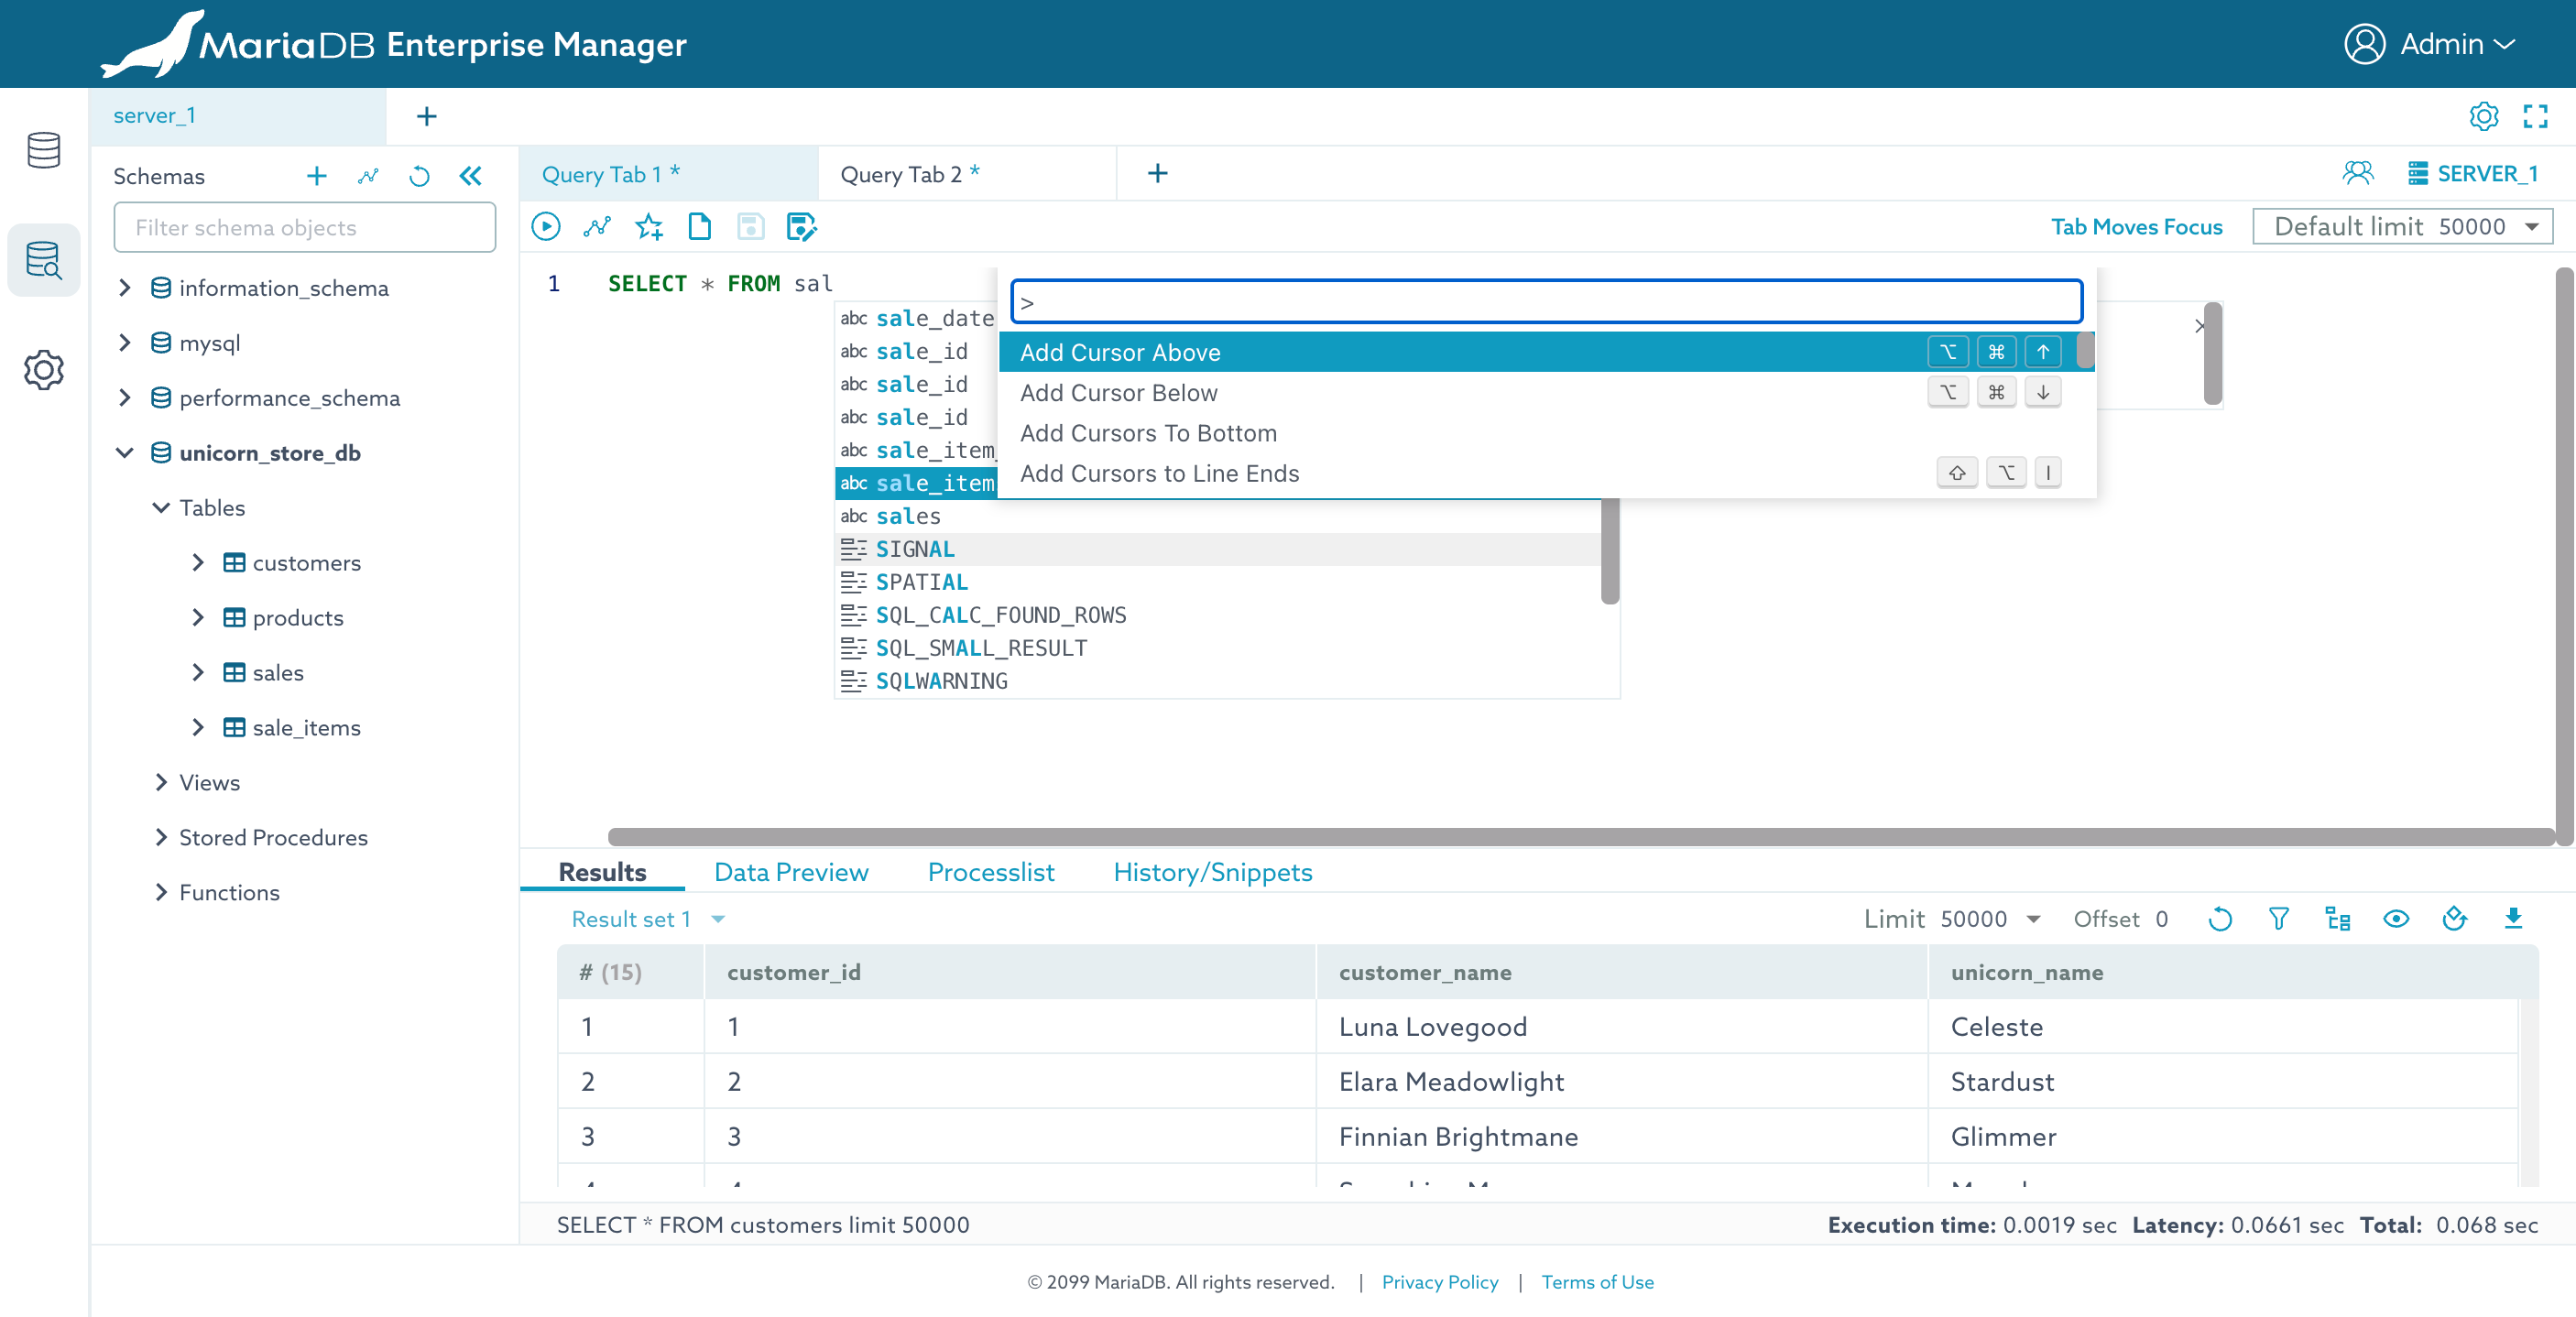 MariaDB Enterprise Manager
Admin
server_1
Schemas
Query Tab 1 *
Query Tab 2 *
SERVER_1
Filter schema objects
Tab Moves Focus
Default limit 50000
information_schema
mysql
performance_schema
unicorn_store_db
Tables
customers
products
sales
sale_items
Views
Stored Procedures
Functions
1 SELECT * FROM sal
abc sale_date
abc sale_id
abc sale_id
abc sale_id
abc sale_item_
abc sale_item
abc sales
SIGNAL
SPATIAL
SQL_CALC_FOUND_ROWS
SQL_SMALL_RESULT
SQLWARNING
>
Add Cursor Above ⌥ ⌘ ↑
Add Cursor Below ⌥ ⌘ ↓
Add Cursors To Bottom
Add Cursors to Line Ends ⇧ ⌥ I
Results Data Preview Processlist History/Snippets
Result set 1
Limit 50000 Offset 0
# (15) customer_id customer_name unicorn_name
1 1 Luna Lovegood Celeste
2 2 Elara Meadowlight Stardust
3 3 Finnian Brightmane Glimmer
SELECT * FROM customers limit 50000
Execution time: 0.0019 sec Latency: 0.0661 sec Total: 0.068 sec
© 2099 MariaDB. All rights reserved. | Privacy Policy | Terms of Use